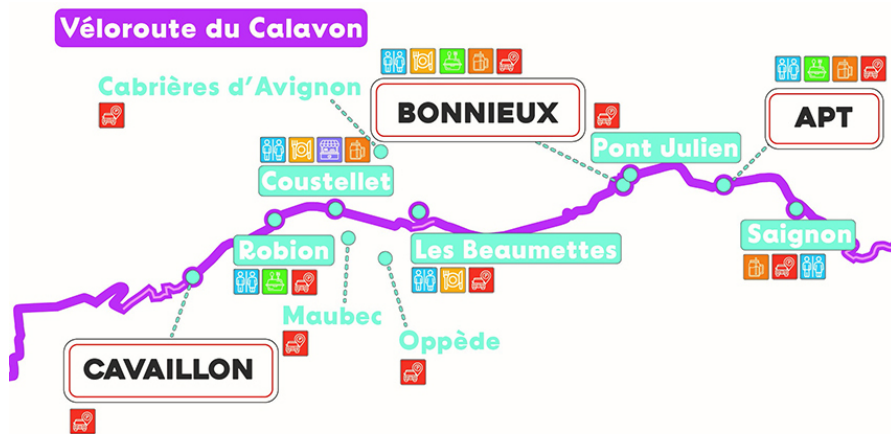 Véloroute du Calavon
Cabrières d'Avignon
BONNIEUX
APT
Pont Julien
Coustellet
Robion
Les Beaumettes
Saignon
Maubec
Oppède
CAVAILLON